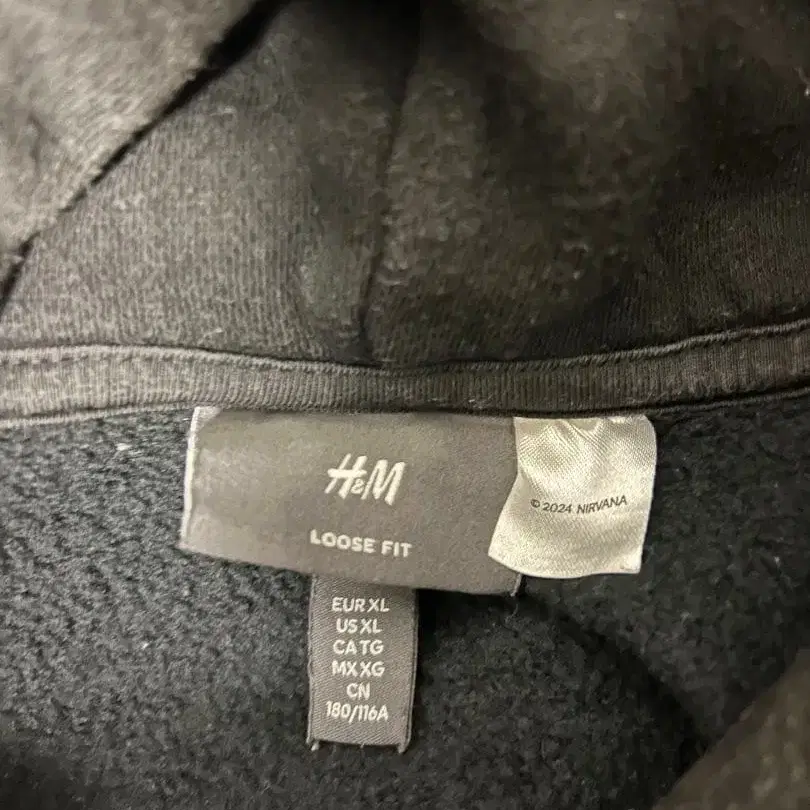 H&M
LOOSE FIT
© 2024 NIRVANA
EUR XL
US XL
CA TG
MX XG
CN
180/116A